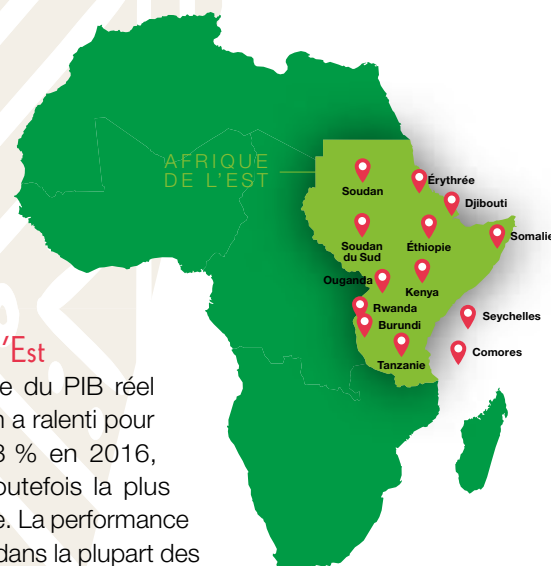 AFRIQUE
DE L'EST
Soudan
Érythrée
Djibouti
Somalie
Soudan
du Sud
Éthiopie
Ouganda
Kenya
Rwanda
Burundi
Tanzanie
Seychelles
Comores
'Est
e du PIB réel
a ralenti pour
% en 2016,
outefois la plus
e. La performance
dans la plupart des